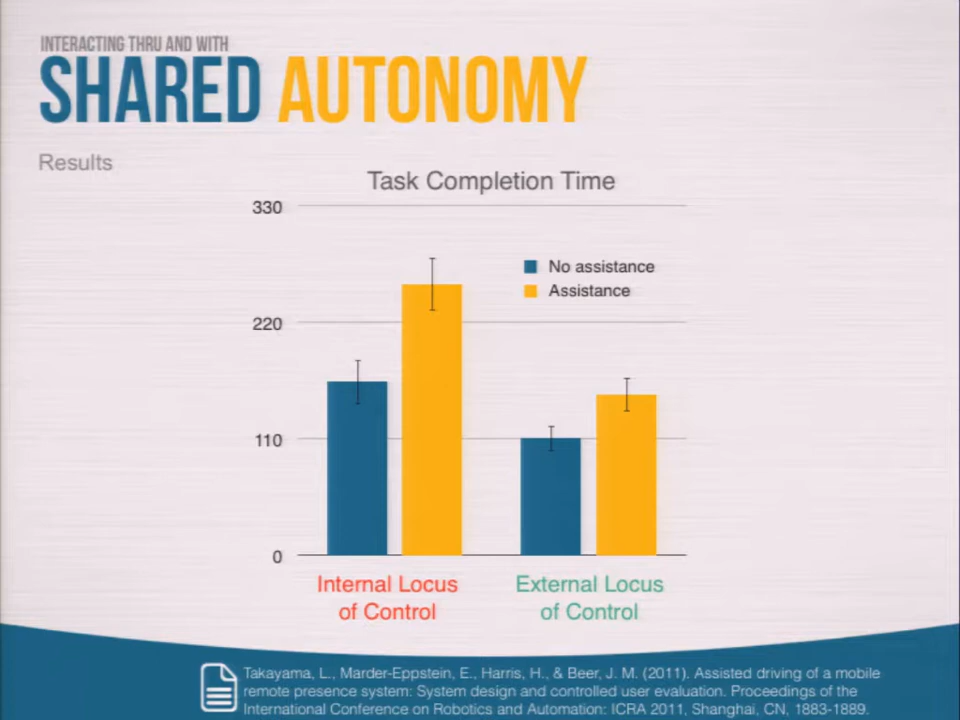 INTERACTING THRU AND WITH
SHARED AUTONOMY
Results
Task Completion Time
330
No assistance
Assistance
220
110
0
Internal Locus
of Control
External Locus
of Control
Takayama, L., Marder-Eppstein, E., Harris, H., & Beer, J. M. (2011). Assisted driving of a mobile
remote presence system: System design and controlled user evaluation. Proceedings of the
International Conference on Robotics and Automation: ICRA 2011, Shanghai, CN, 1883-1889.